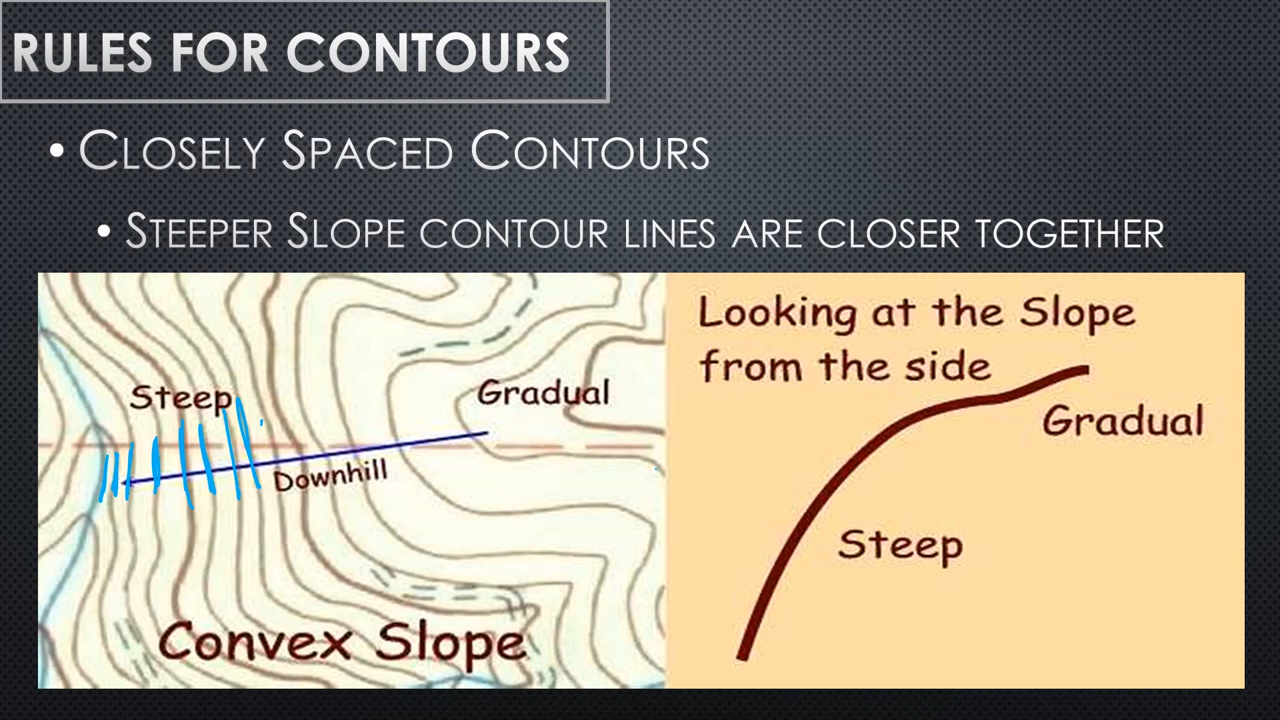 RULES FOR CONTOURS
• CLOSELY SPACED CONTOURS
• STEEPER SLOPE CONTOUR LINES ARE CLOSER TOGETHER
Steep
Gradual
Downhill
Convex Slope
Looking at the Slope
from the side
Gradual
Steep